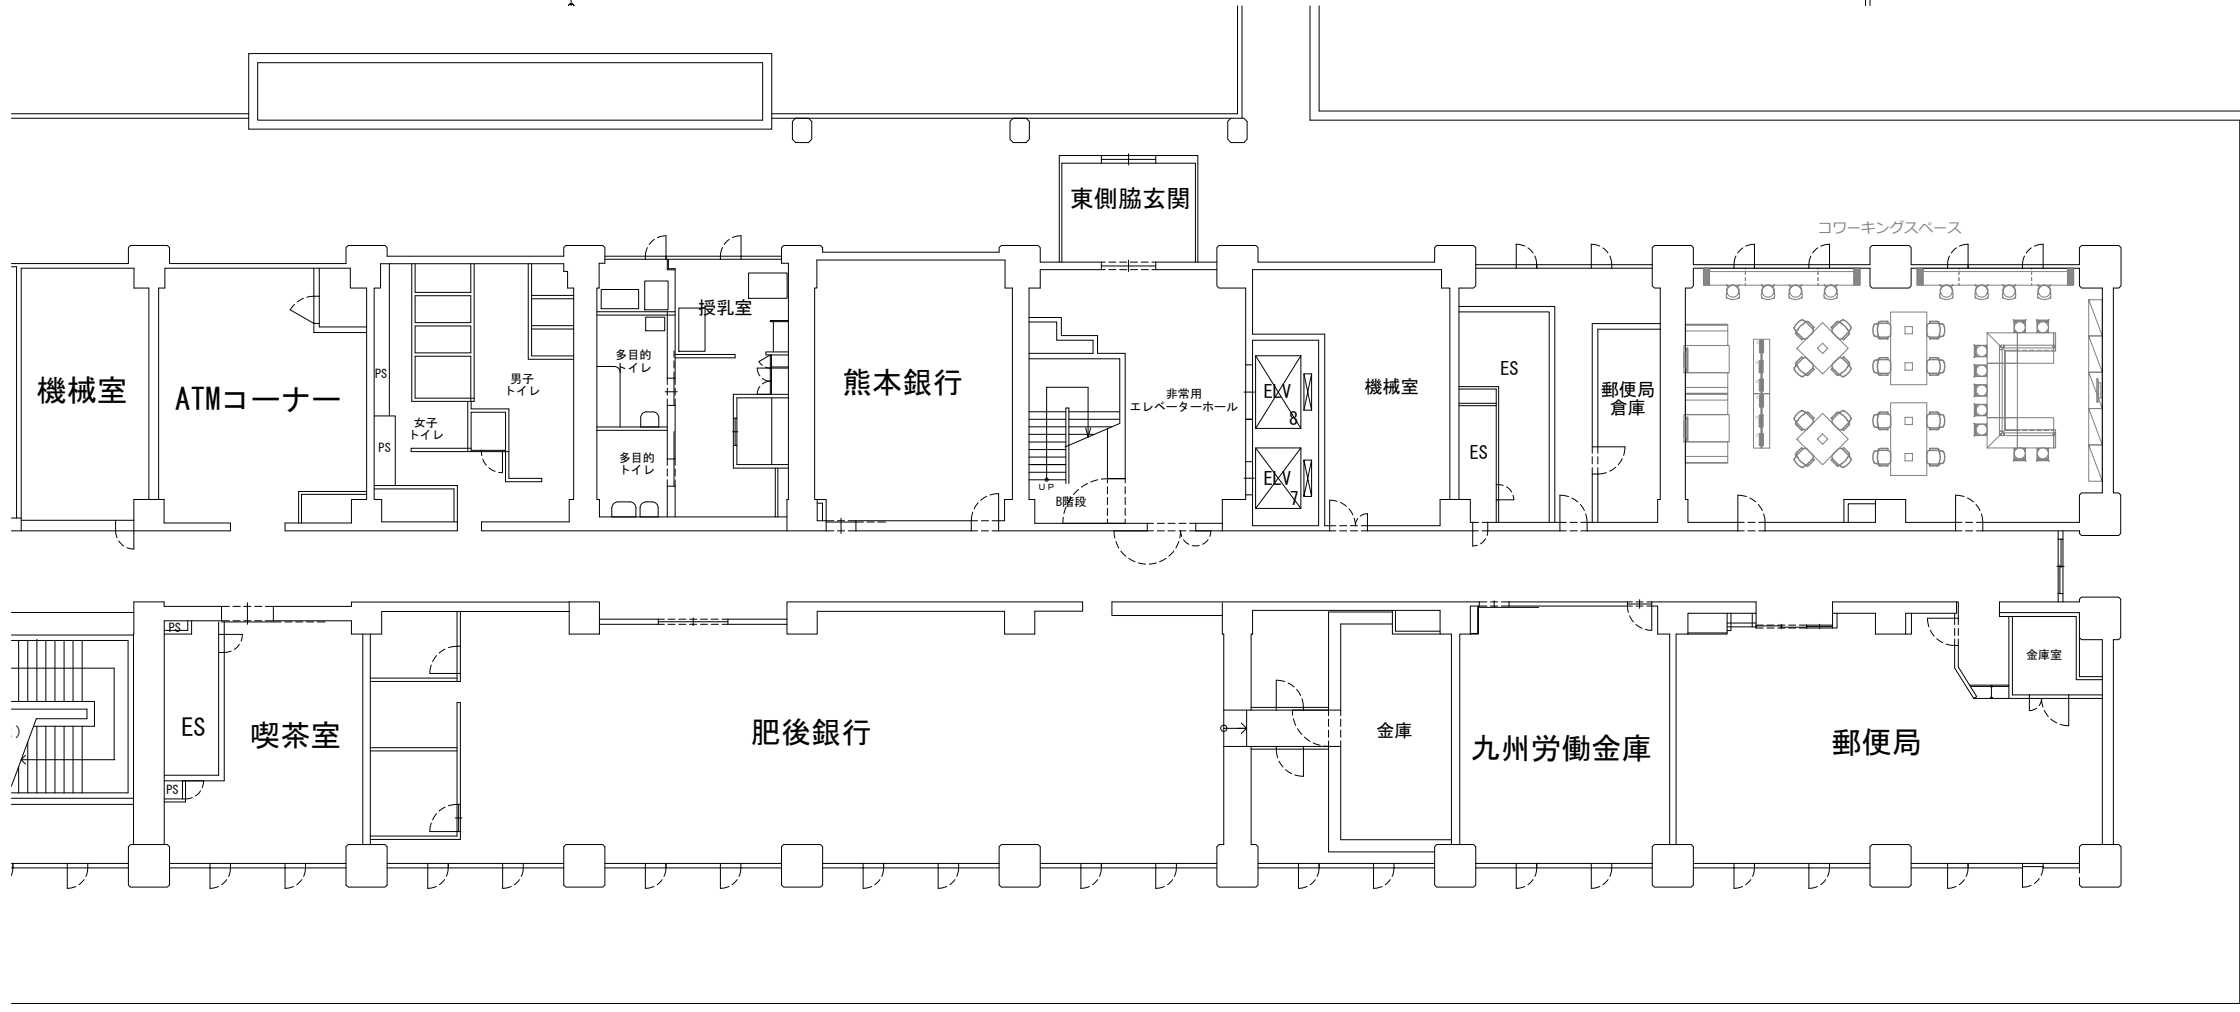 東側脇玄関
コワーキングスペース
機械室
ATMコーナー
PS
PS
女子
トイレ
男子
トイレ
多目的
トイレ
多目的
トイレ
授乳室
熊本銀行
UP
B階段
非常用
エレベーターホール
ELV
8
ELV
7
機械室
ES
ES
郵便局
倉庫
PS
ES
PS
喫茶室
肥後銀行
金庫
九州労働金庫
郵便局
金庫室